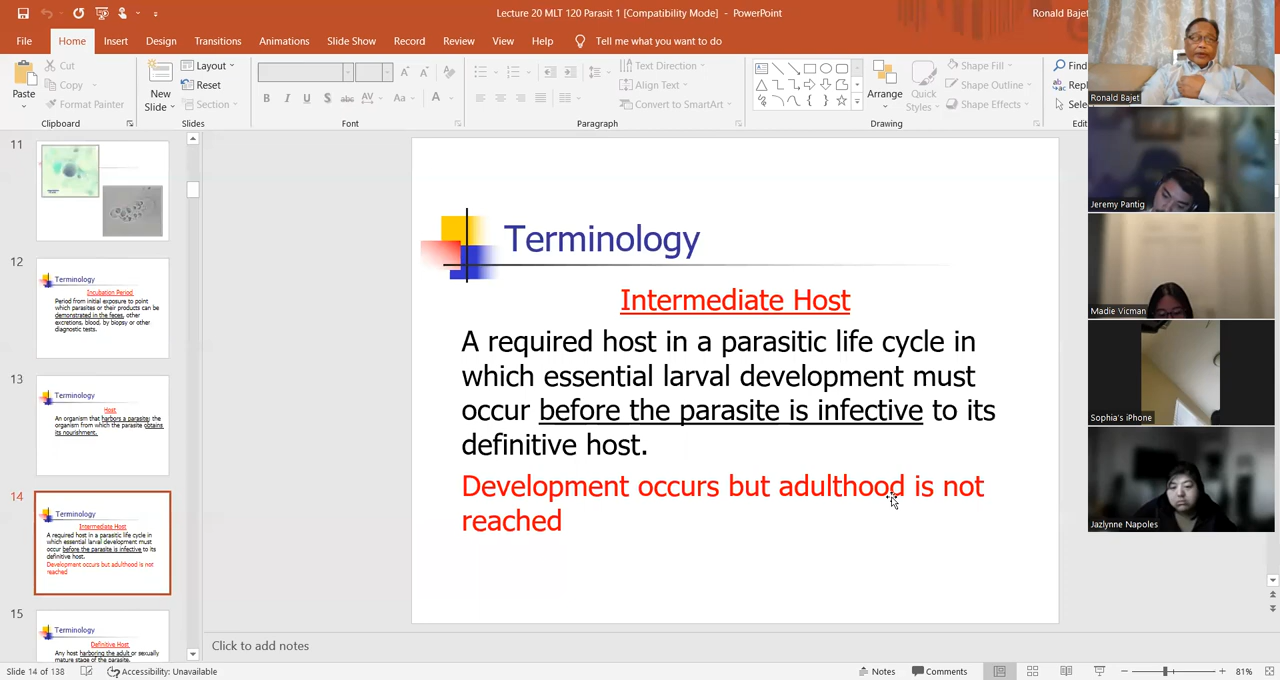 Lecture 20 MLT 120 Parasit 1 [Compatibility Mode] - PowerPoint
Ronald Bajet
File Home Insert Design Transitions Animations Slide Show Record Review View Help Tell me what you want to do
Cut
Copy
Format Painter
Paste
Clipboard
New
Slide
Layout
Reset
Section
Slides
B I U S abc AV Aa A
Font
Text Direction
Align Text
Convert to SmartArt
Paragraph
Arrange
Quick
Styles
Shape Fill
Shape Outline
Shape Effects
Drawing
Find
Repl
Sele
Edit
11
12
Terminology
Incubation Period
Period from initial exposure to point
which parasites or their products can be
demonstrated in the feces, other
excretions, blood, by biopsy or other
diagnostic tests.
13
Terminology
Host
An organism that harbors a parasite; the
organism from which the parasite obtains
its nourishment.
14
Terminology
Intermediate Host
A required host in a parasitic life cycle in
which essential larval development must
occur before the parasite is infective to its
definitive host.
Development occurs but adulthood is not
reached
15
Terminology
Definitive Host
Any host harboring the adult or sexually
mature stage of the parasite.
Terminology
Intermediate Host
A required host in a parasitic life cycle in
which essential larval development must
occur before the parasite is infective to its
definitive host.
Development occurs but adulthood is not
reached
Click to add notes
Ronald Bajet
Jeremy Pantig
Madie Vicman
Sophia's iPhone
Jazlynne Napoles
Slide 14 of 138
Accessibility: Unavailable
Notes
Comments
81%